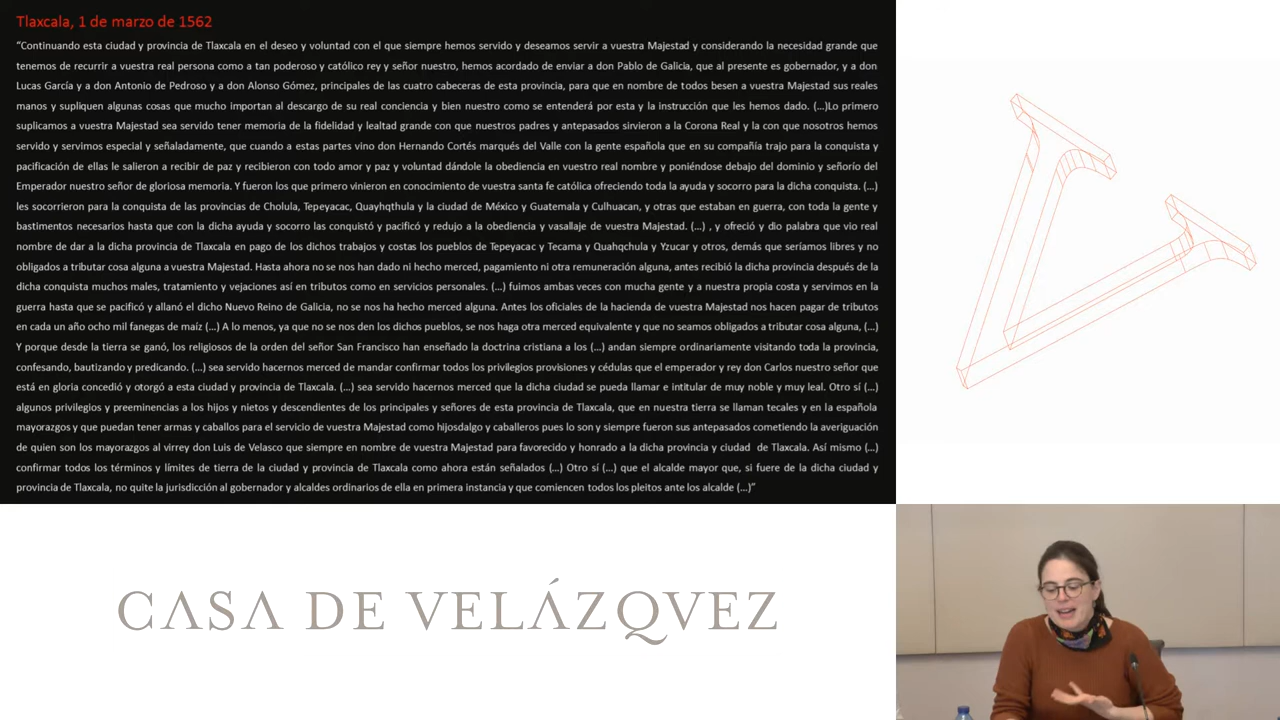 Tlaxcala, 1 de marzo de 1562
“Continuando esta ciudad y provincia de Tlaxcala en el deseo y voluntad con el que siempre hemos servido y deseamos servir a vuestra Majestad y considerando la necesidad grande que
tenemos de recurrir a vuestra real persona como a tan poderoso y católico rey y señor nuestro, hemos acordado de enviar a don Pablo de Galicia, que al presente es gobernador, y a don
Lucas García y a don Antonio de Pedroso y a don Alonso Gómez, principales de las cuatro cabeceras de esta provincia, para que en nombre de todos besen a vuestra Majestad sus reales
manos y supliquen algunas cosas que mucho importan al descargo de su real conciencia y bien nuestro como se entenderá por esta y la instrucción que les hemos dado. (…)Lo primero
suplicamos a vuestra Majestad sea servido tener memoria de la fidelidad y lealtad grande con que nuestros padres y antepasados sirvieron a la Corona Real y la con que nosotros hemos
servido y servimos especial y señaladamente, que cuando a estas partes vino don Hernando Cortés marqués del Valle con la gente española que en su compañía trajo para la conquista y
pacificación de ellas le salieron a recibir de paz y recibieron con todo amor y paz y voluntad dándole la obediencia en vuestro real nombre y poniéndose debajo del dominio y señorío del
Emperador nuestro señor de gloriosa memoria. Y fueron los que primero vinieron en conocimiento de vuestra santa fe católica ofreciendo toda la ayuda y socorro para la dicha conquista. (…)
les socorrieron para la conquista de las provincias de Cholula, Tepeyacac, Quayhqthula y la ciudad de México y Guatemala y Culhuacan, y otras que estaban en guerra, con toda la gente y
bastimentos necesarios hasta que con la dicha ayuda y socorro las conquistó y pacificó y redujo a la obediencia y vasallaje de vuestra Majestad. (…) , y ofreció y dio palabra que vio real
nombre de dar a la dicha provincia de Tlaxcala en pago de los dichos trabajos y costas los pueblos de Tepeyacac y Tecama y Quahqchula y Yzucar y otros, demás que seríamos libres y no
obligados a tributar cosa alguna a vuestra Majestad. Hasta ahora no se nos han dado ni hecho merced, pagamiento ni otra remuneración alguna, antes recibió la dicha provincia después de la
dicha conquista muchos males, tratamiento y vejaciones así en tributos como en servicios personales. (…) fuimos ambas veces con mucha gente y a nuestra propia costa y servimos en la
guerra hasta que se pacificó y allanó el dicho Nuevo Reino de Galicia, no se nos ha hecho merced alguna. Antes los oficiales de la hacienda de vuestra Majestad nos hacen pagar de tributos
en cada un año ocho mil fanegas de maíz (…) A lo menos, ya que no se nos den los dichos pueblos, se nos haga otra merced equivalente y que no seamos obligados a tributar cosa alguna, (…)
Y porque desde la tierra se ganó, los religiosos de la orden del señor San Francisco han enseñado la doctrina cristiana a los (…) andan siempre ordinariamente visitando toda la provincia,
confesando, bautizando y predicando. (…) sea servido hacernos merced de mandar confirmar todos los privilegios provisiones y cédulas que el emperador y rey don Carlos nuestro señor que
está en gloria concedió y otorgó a esta ciudad y provincia de Tlaxcala. (…) sea servido hacernos merced que la dicha ciudad se pueda llamar e intitular de muy noble y muy leal. Otro sí (…)
algunos privilegios y preeminencias a los hijos y nietos y descendientes de los principales y señores de esta provincia de Tlaxcala, que en nuestra tierra se llaman tecales y en la española
mayorazgos y que puedan tener armas y caballos para el servicio de vuestra Majestad como hijosdalgo y caballeros pues lo son y siempre fueron sus antepasados cometiendo la averiguación
de quien son los mayorazgos al virrey don Luis de Velasco que siempre en nombre de vuestra Majestad para favorecido y honrado a la dicha provincia y ciudad de Tlaxcala. Así mismo (…)
confirmar todos los términos y límites de tierra de la ciudad y provincia de Tlaxcala como ahora están señalados (…) Otro sí (…) que el alcalde mayor que, si fuere de la dicha ciudad y
provincia de Tlaxcala, no quite la jurisdicción al gobernador y alcaldes ordinarios de ella en primera instancia y que comiencen todos los pleitos ante los alcalde (…)”
CASA DE VELÁZQVEZ